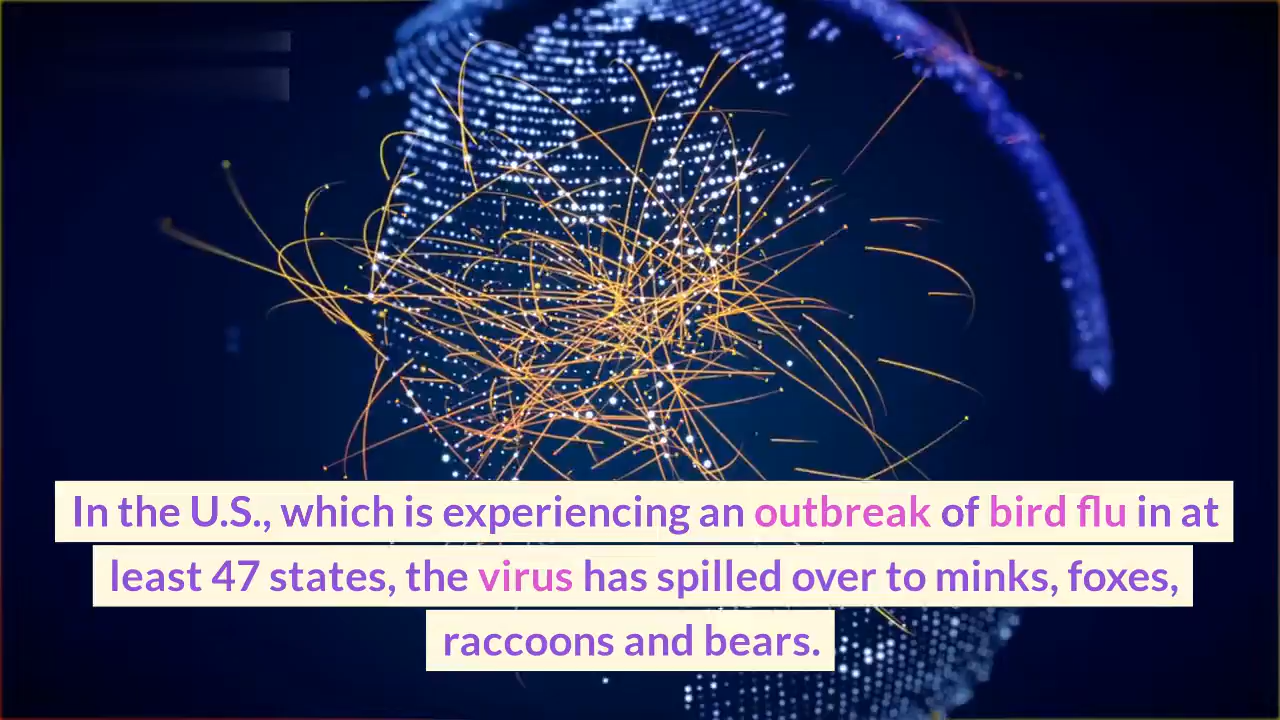 In the U.S., which is experiencing an outbreak of bird flu in at
least 47 states, the virus has spilled over to minks, foxes,
raccoons and bears.